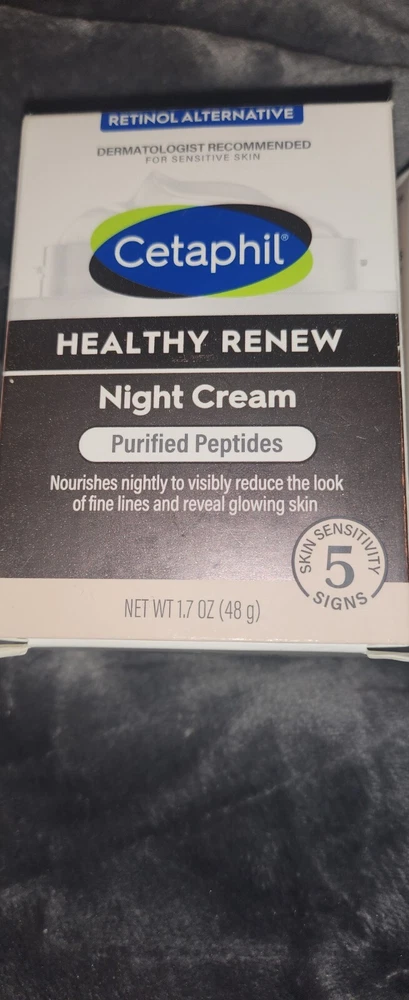 RETINOL ALTERNATIVE
DERMATOLOGIST RECOMMENDED
FOR SENSITIVE SKIN
Cetaphil®
HEALTHY RENEW
Night Cream
Purified Peptides
Nourishes nightly to visibly reduce the look
of fine lines and reveal glowing skin
SKIN SENSITIVITY
5
SIGNS
NET WT 1.7 OZ (48 g)